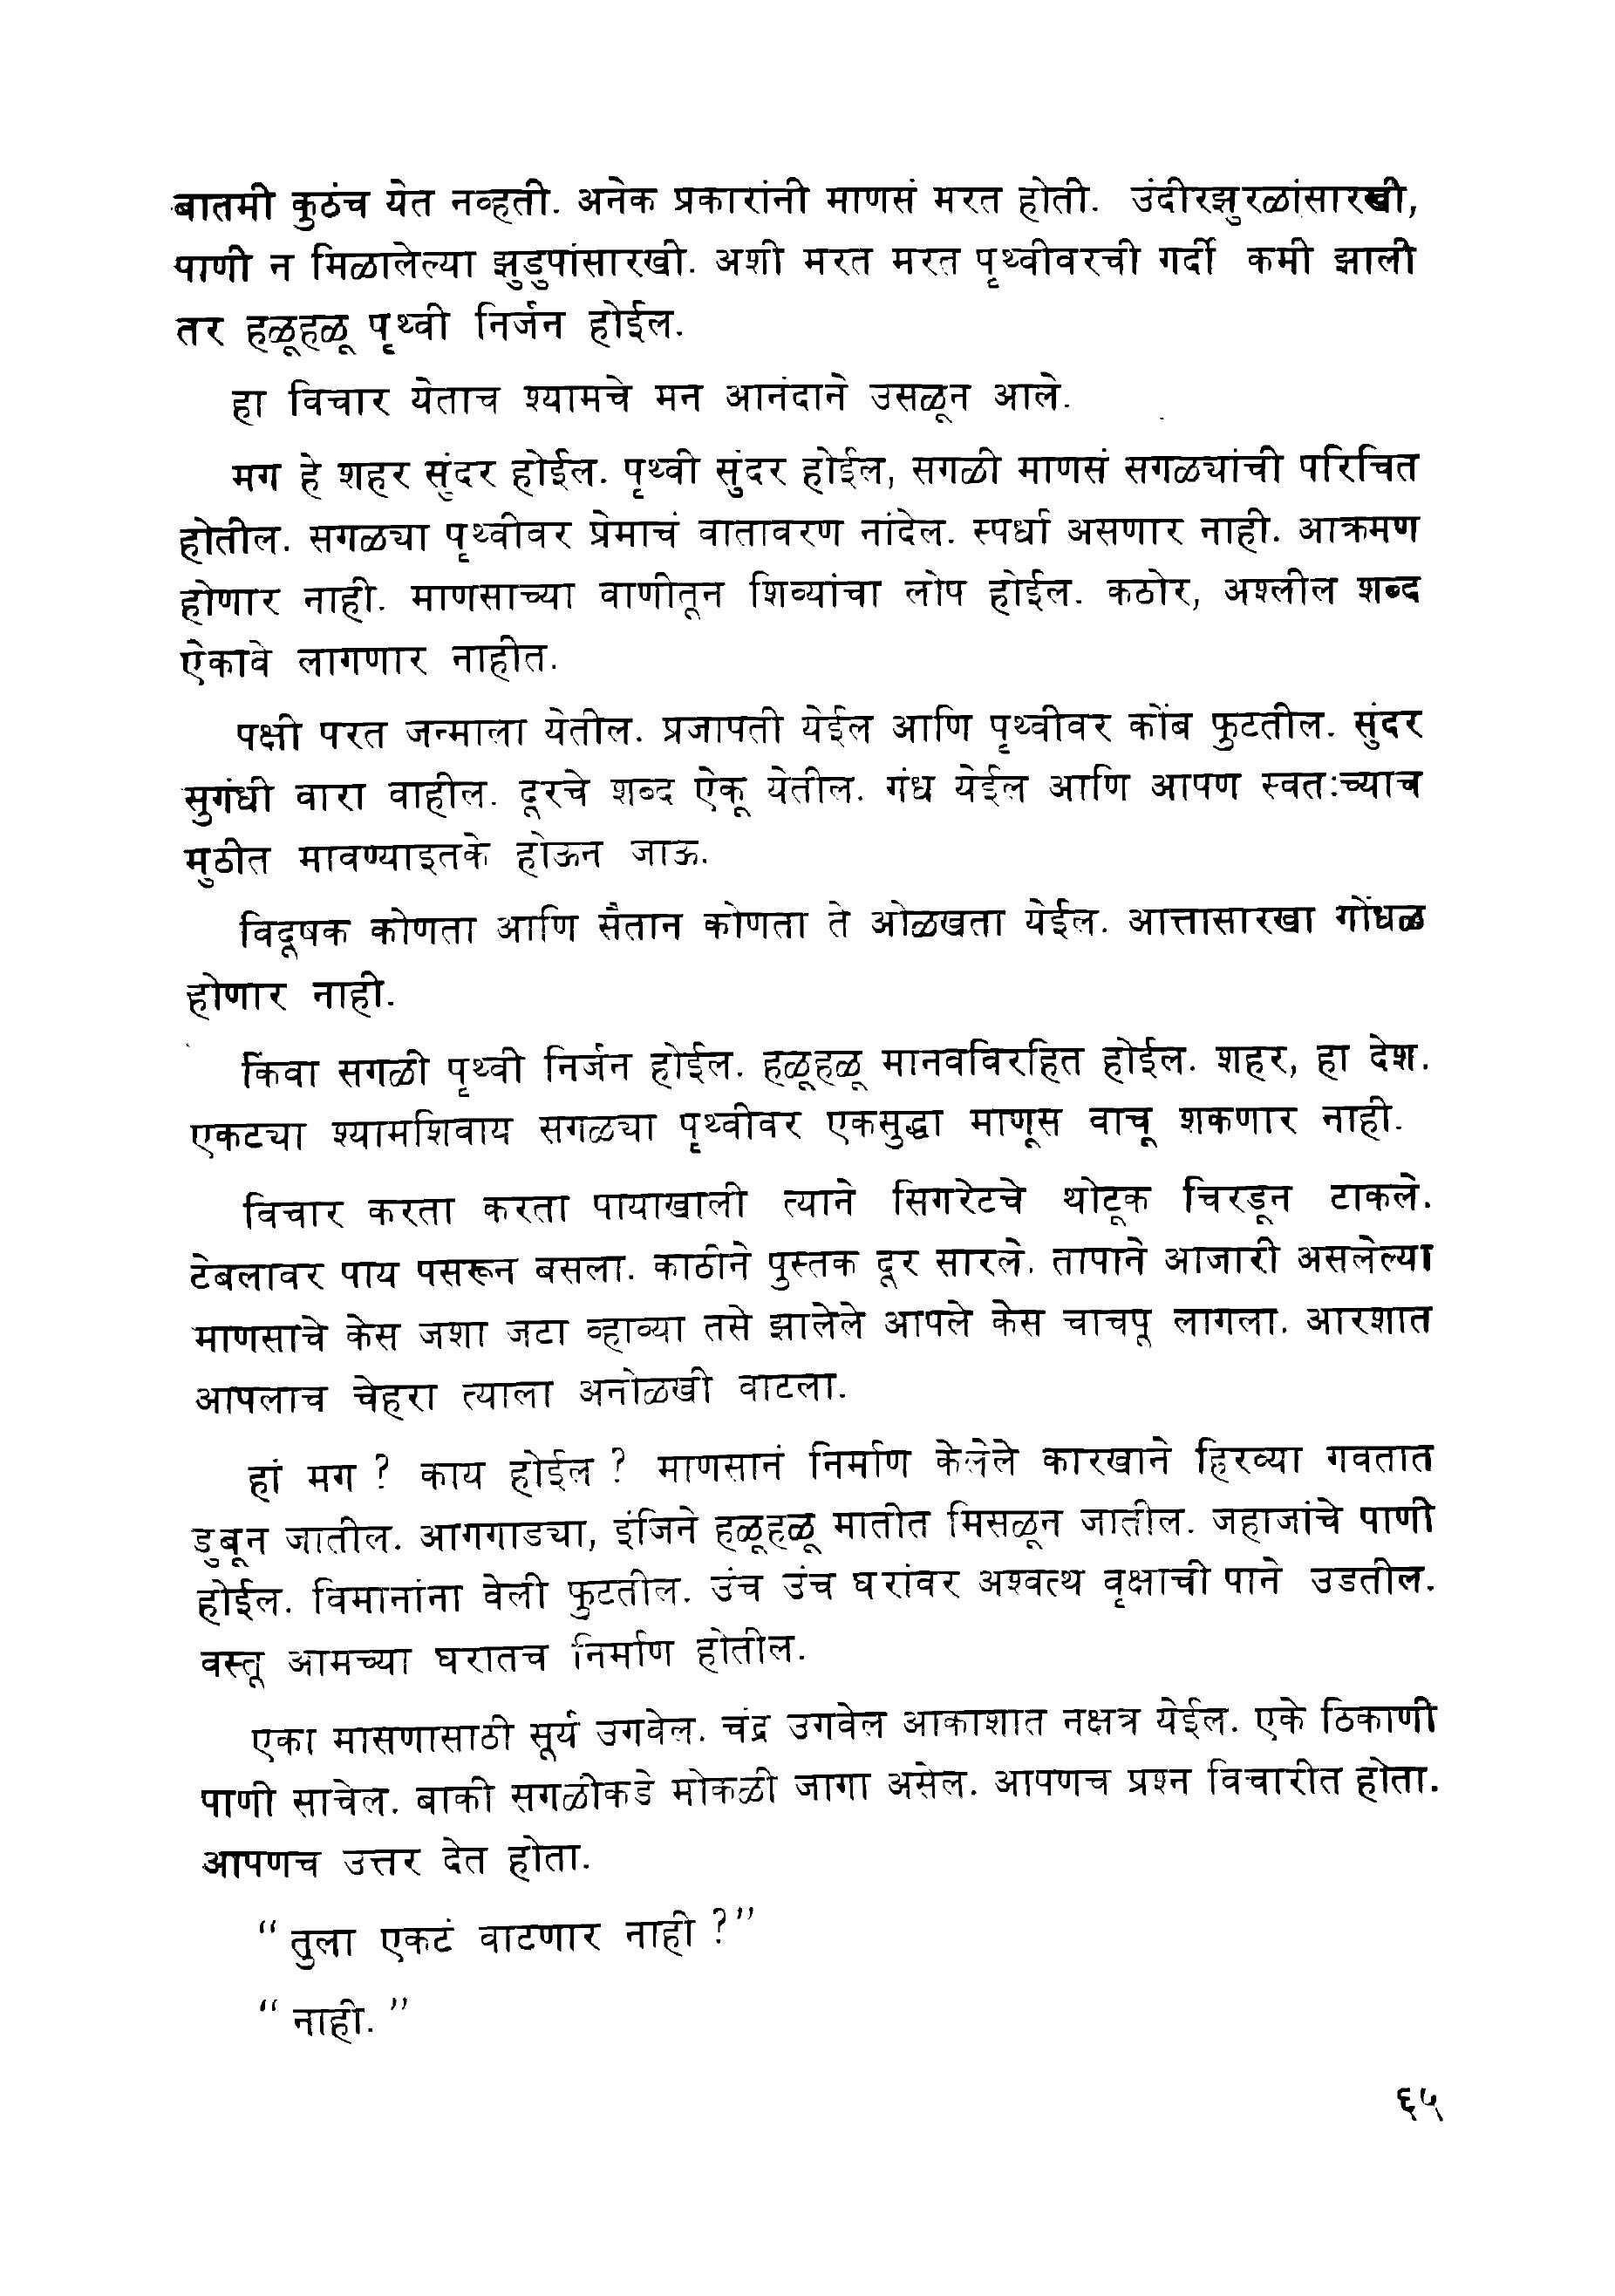 बातमी कुठंच येत नव्हती. अनेक प्रकारांनी माणसं मरत होती. उंदीरझुरळांसारखी,
पाणी न मिळालेल्या झुडुपांसारखी. अशी मरत मरत पृथ्वीवरची गर्दी कमी झाली
तर हळूहळू पृथ्वी निर्जन होईल.
हा विचार येताच श्यामचे मन आनंदाने उसळून आले.
मग हे शहर सुंदर होईल. पृथ्वी सुंदर होईल, सगळी माणसं सगळ्यांची परिचित
होतील. सगळ्या पृथ्वीवर प्रेमाचं वातावरण नांदेल. स्पर्धा असणार नाही. आक्रमण
होणार नाही. माणसाच्या वाणीतून शिव्यांचा लोप होईल. कठोर, अश्लील शब्द
ऐकावे लागणार नाहीत.
पक्षी परत जन्माला येतील. प्रजापती येईल आणि पृथ्वीवर कोंब फुटतील. सुंदर
सुगंधी वारा वाहील. दूरचे शब्द ऐकू येतील. गंध येईल आणि आपण स्वतःच्याच
मुठीत मावण्याइतके होऊन जाऊ.
विदूषक कोणता आणि सैतान कोणता ते ओळखता येईल. आत्तासारखा गोंधळ
होणार नाही.
किंवा सगळी पृथ्वी निर्जन होईल. हळूहळू मानवविरहित होईल. शहर, हा देश.
एकट्या श्यामशिवाय सगळ्या पृथ्वीवर एकसुद्धा माणूस वाचू शकणार नाही.
विचार करता करता पायाखाली त्याने सिगरेटचे थोटूक चिरडून टाकले.
टेबलावर पाय पसरून बसला. काठीने पुस्तक दूर सारले. तापाने आजारी असलेल्या
माणसाचे केस जशा जटा व्हाव्या तसे झालेले आपले केस चाचपू लागला. आरशात
आपलाच चेहरा त्याला अनोळखी वाटला.
हां मग ? काय होईल ? माणसानं निर्माण केलेले कारखाने हिरव्या गवतात
डुबून जातील. आगगाड्या, इंजिने हळूहळू मातीत मिसळून जातील. जहाजांचे पाणी
होईल. विमानांना वेली फुटतील. उंच उंच घरांवर अश्वत्थ वृक्षाची पाने उडतील.
वस्तू आमच्या घरातच निर्माण होतील.
एका मासणासाठी सूर्य उगवेल. चंद्र उगवेल आकाशात नक्षत्र येईल. एके ठिकाणी
पाणी साचेल. बाकी सगळीकडे मोकळी जागा असेल. आपणच प्रश्न विचारीत होता.
आपणच उत्तर देत होता.
“ तुला एकटं वाटणार नाही ?”
“ नाही. ”
६५